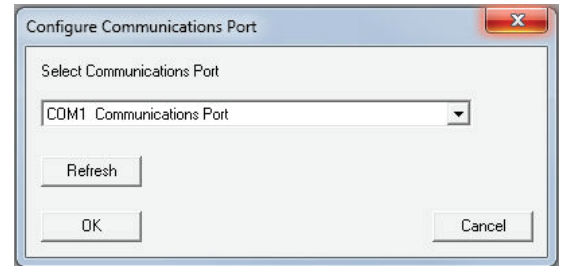 Configure Communications Port
Select Communications Port
COM1 Communications Port
Refresh
OK
Cancel